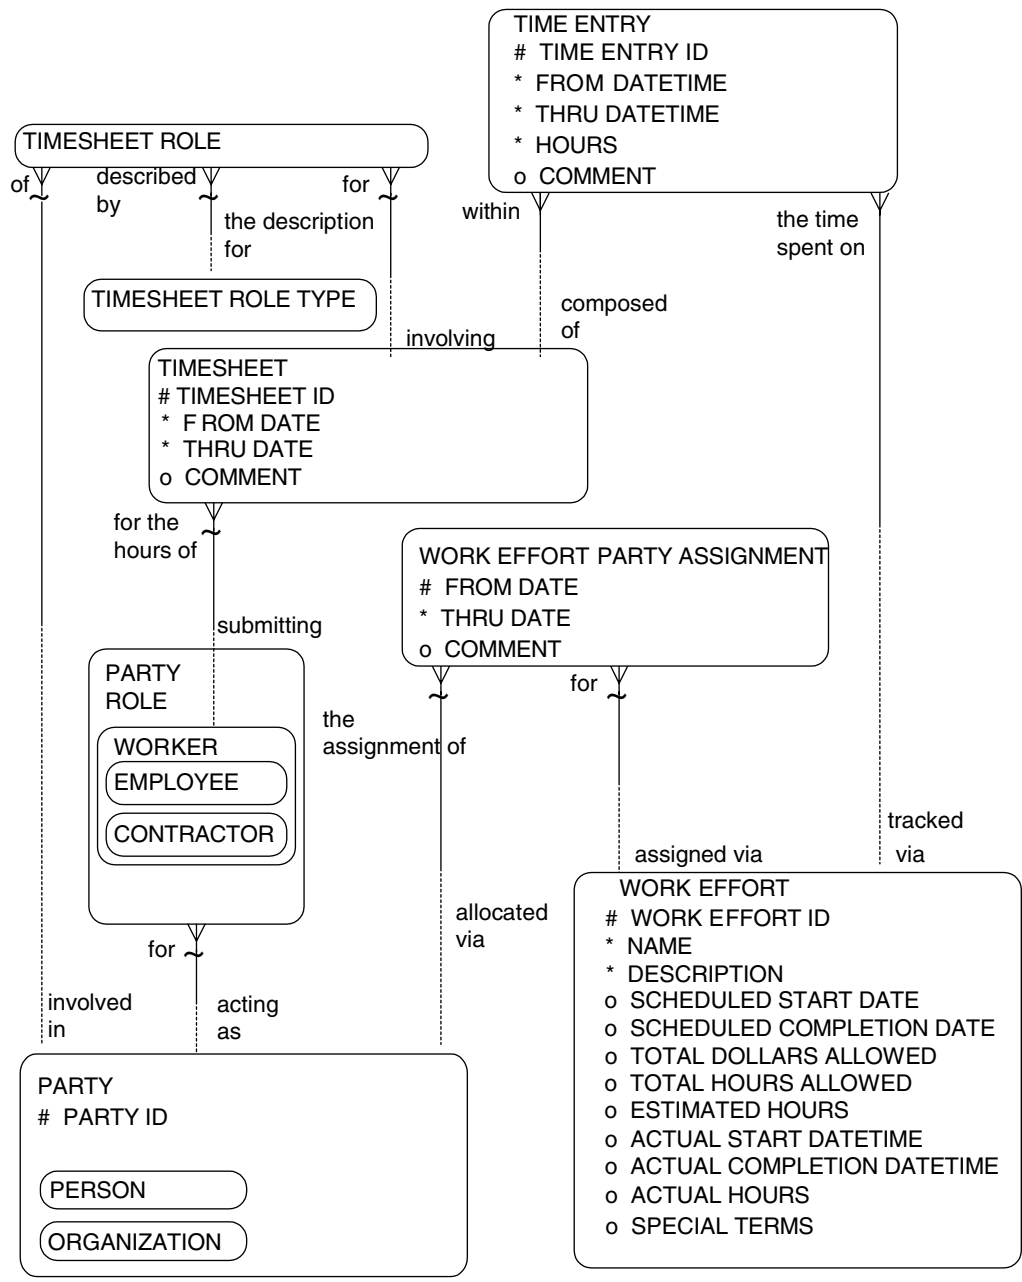 TIME ENTRY
# TIME ENTRY ID
* FROM DATETIME
* THRU DATETIME
* HOURS
o COMMENT
TIMESHEET ROLE
of
described
by
for
within
the time
spent on
the description
for
TIMESHEET ROLE TYPE
involving
composed
of
TIMESHEET
# TIMESHEET ID
* F ROM DATE
* THRU DATE
o COMMENT
for the
hours of
submitting
WORK EFFORT PARTY ASSIGNMENT
# FROM DATE
* THRU DATE
o COMMENT
PARTY
ROLE
WORKER
EMPLOYEE
CONTRACTOR
the
assignment of
for
assigned via
tracked
via
for
allocated
via
involved
in
acting
as
PARTY
# PARTY ID
PERSON
ORGANIZATION
WORK EFFORT
# WORK EFFORT ID
* NAME
* DESCRIPTION
o SCHEDULED START DATE
o SCHEDULED COMPLETION DATE
o TOTAL DOLLARS ALLOWED
o TOTAL HOURS ALLOWED
o ESTIMATED HOURS
o ACTUAL START DATETIME
o ACTUAL COMPLETION DATETIME
o ACTUAL HOURS
o SPECIAL TERMS